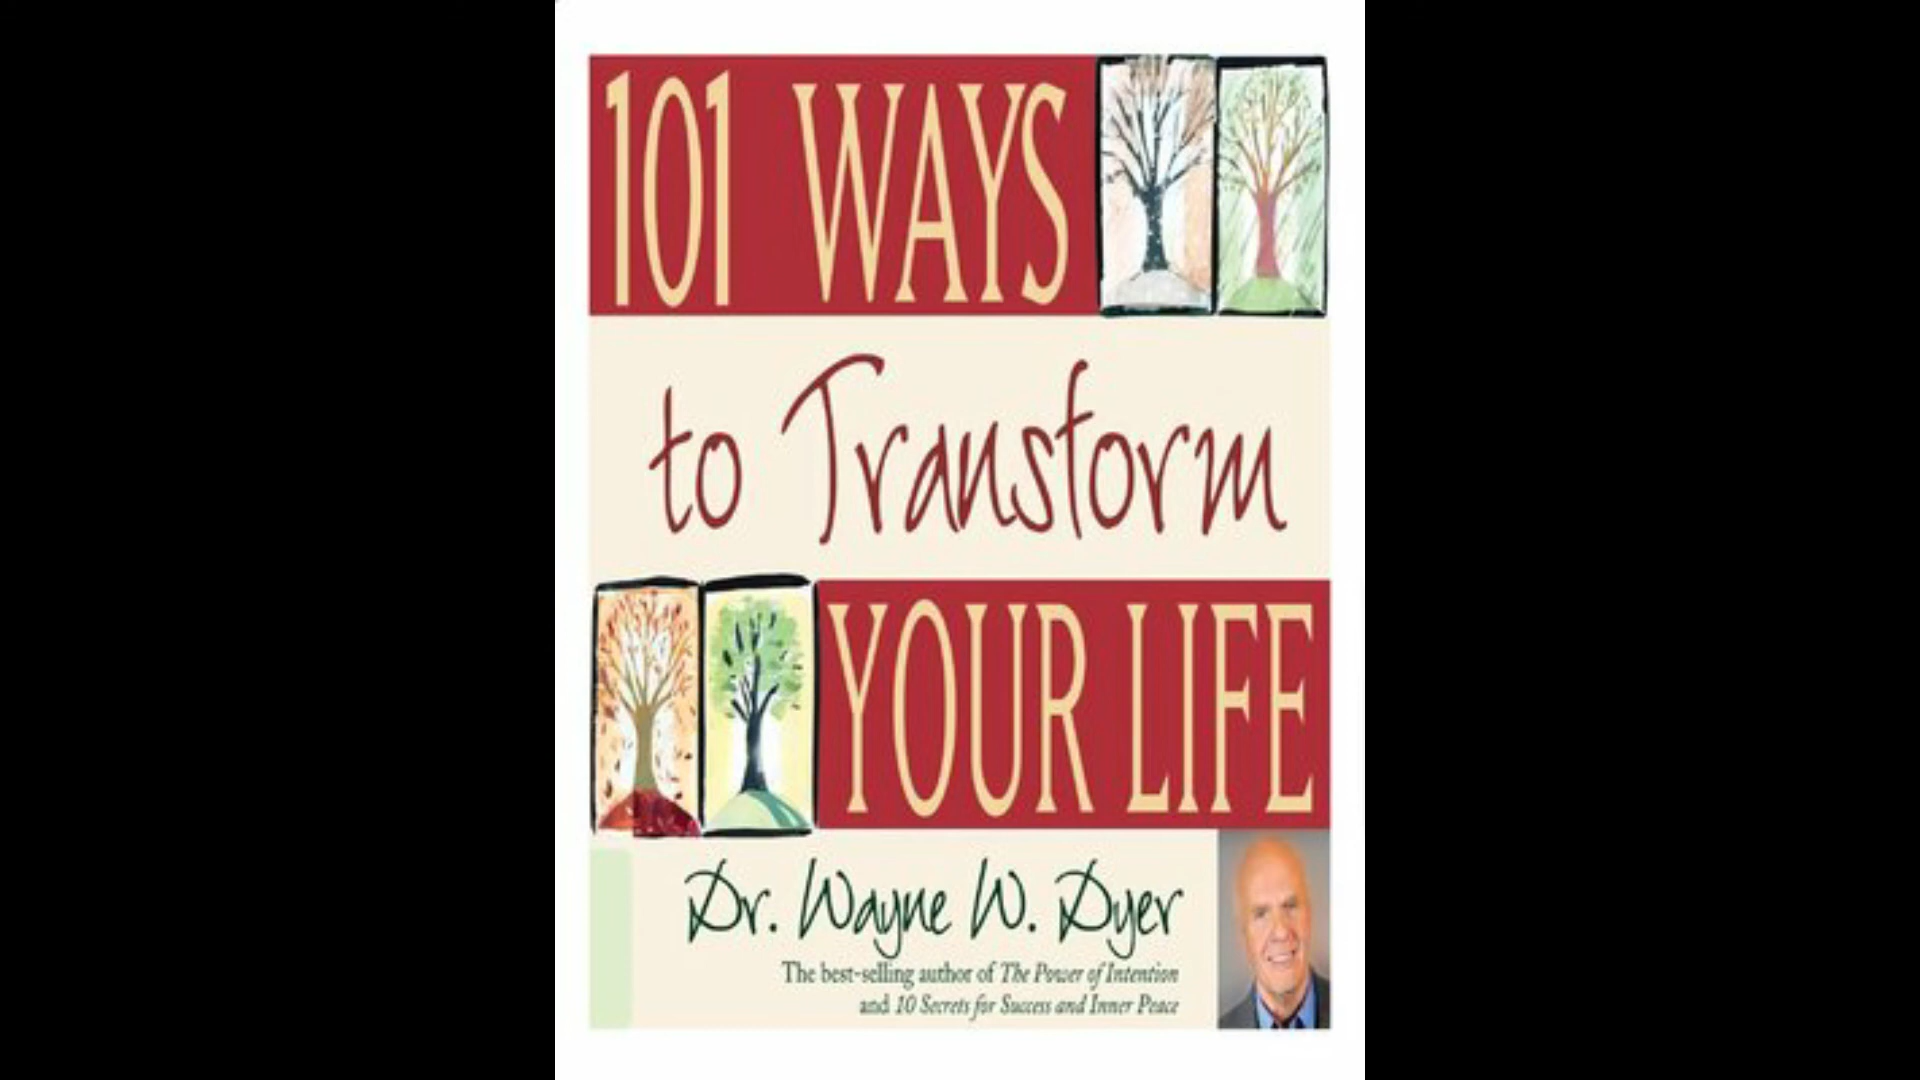 101 WAYS
to Transform
YOUR LIFE
Dr. Wayne W. Dyer
The best-selling author of The Power of Intention
and 10 Secrets for Success and Inner Peace